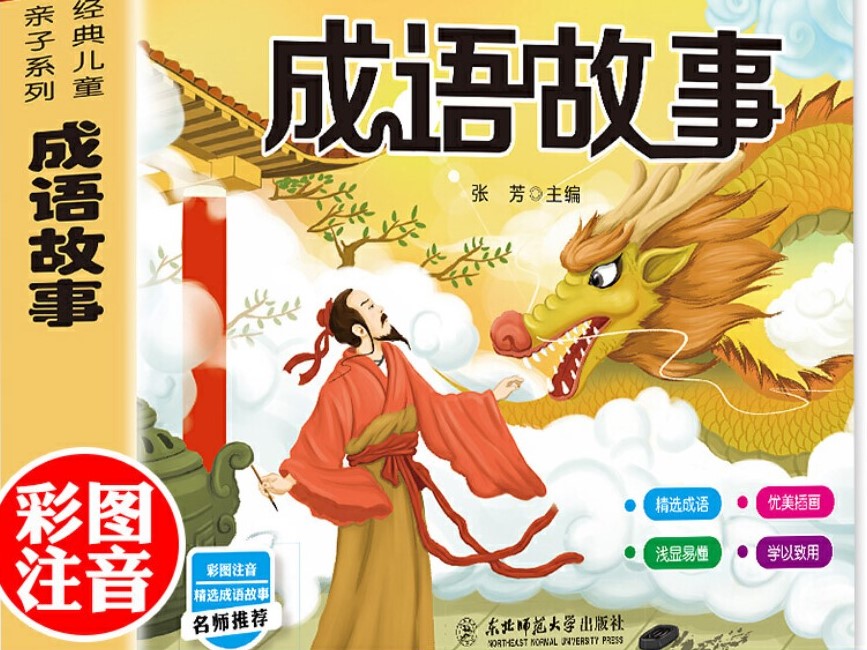 经典儿童
亲子系列
成语故事
成语故事
张 芳◎主编
彩图
注音
精选成语
优美插画
浅显易懂
学以致用
彩图注音
精选成语故事
名师推荐
东北师范大学出版社
NORTHEAST NORMAL UNIVERSITY PRESS